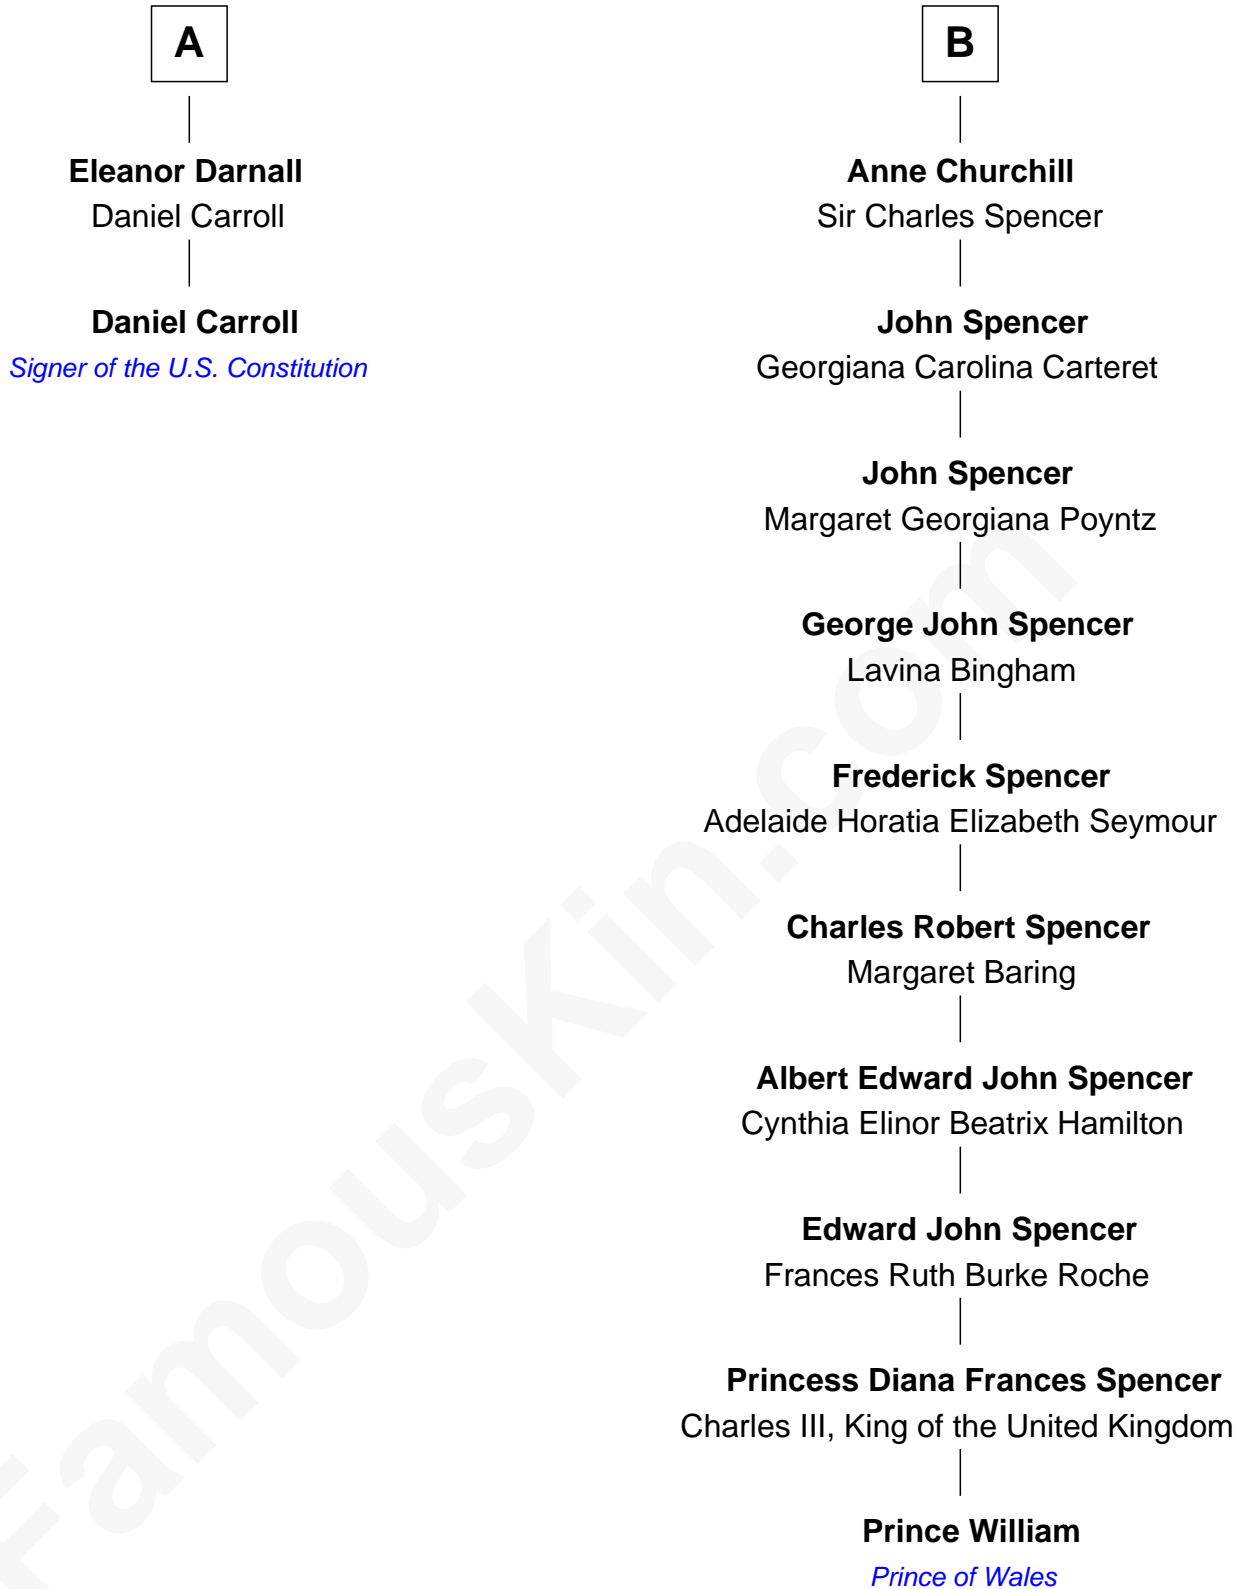 A
Eleanor Darnall
Daniel Carroll
Daniel Carroll
Signer of the U.S. Constitution
B
Anne Churchill
Sir Charles Spencer
John Spencer
Georgiana Carolina Carteret
John Spencer
Margaret Georgiana Poyntz
George John Spencer
Lavina Bingham
Frederick Spencer
Adelaide Horatia Elizabeth Seymour
Charles Robert Spencer
Margaret Baring
Albert Edward John Spencer
Cynthia Elinor Beatrix Hamilton
Edward John Spencer
Frances Ruth Burke Roche
Princess Diana Frances Spencer
Charles III, King of the United Kingdom
Prince William
Prince of Wales
FamousKin.com